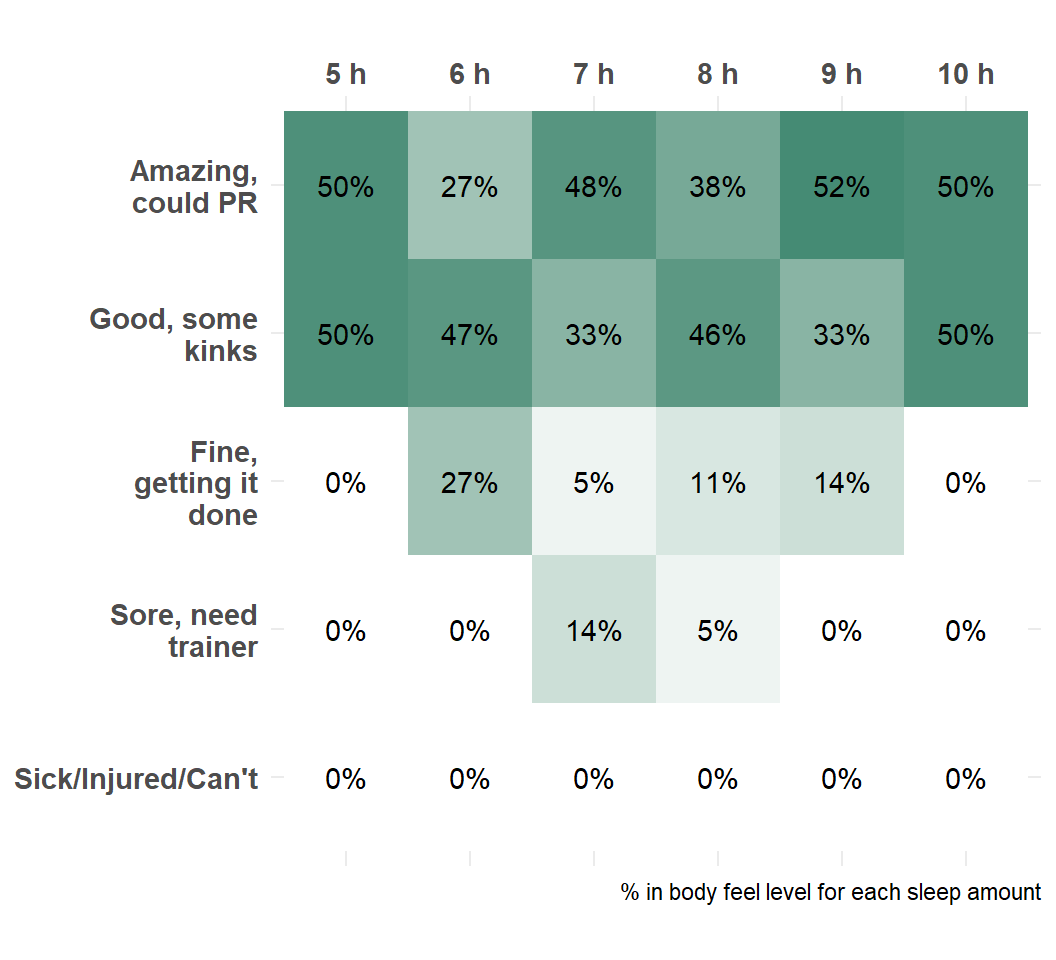 5 h 6 h 7 h 8 h 9 h 10 h
Amazing,
could PR
50% 27% 48% 38% 52% 50%
Good, some
kinks
50% 47% 33% 46% 33% 50%
Fine,
getting it
done
0% 27% 5% 11% 14% 0%
Sore, need
trainer
0% 0% 14% 5% 0% 0%
Sick/Injured/Can't 0% 0% 0% 0% 0% 0%
% in body feel level for each sleep amount